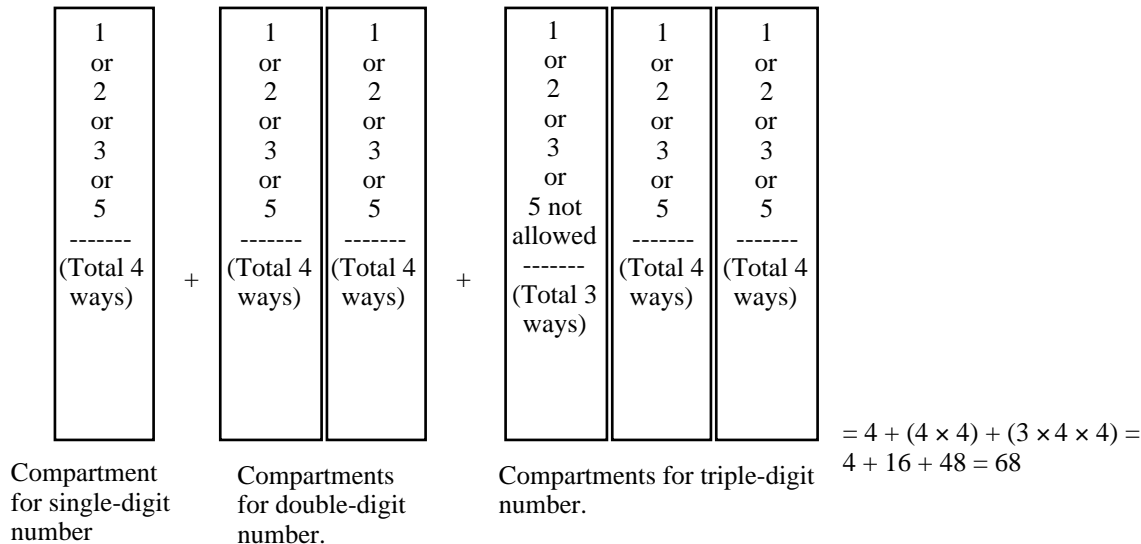 1
or
2
or
3
or
5
-------
(Total 4
ways)
+
1
or
2
or
3
or
5
-------
(Total 4
ways)
1
or
2
or
3
or
5
-------
(Total 4
ways)
+
1
or
2
or
3
or
5 not
allowed
-------
(Total 3
ways)
1
or
2
or
3
or
5
-------
(Total 4
ways)
1
or
2
or
3
or
5
-------
(Total 4
ways)
= 4 + (4 × 4) + (3 × 4 × 4) =
4 + 16 + 48 = 68
Compartment
for single-digit
number
Compartments
for double-digit
number.
Compartments for triple-digit
number.